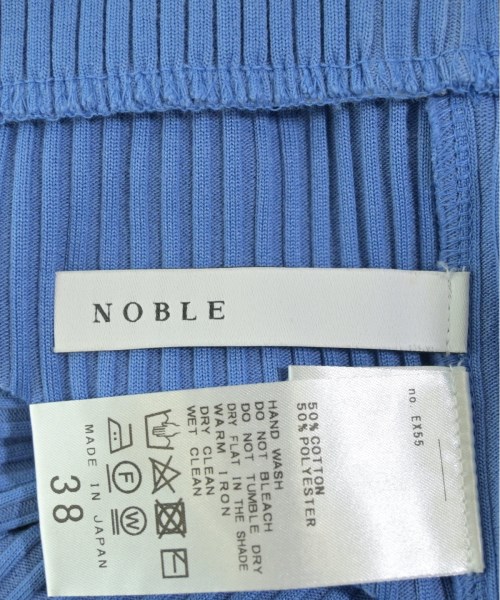 NOBLE
no. EX55
50% COTTON
50% POLYESTER
HAND WASH
DO NOT BLEACH
DO NOT TUMBLE DRY
DRY FLAT IN THE SHADE
WARM IRON
DRY CLEAN
WET CLEAN
F W
38
MADE IN JAPAN